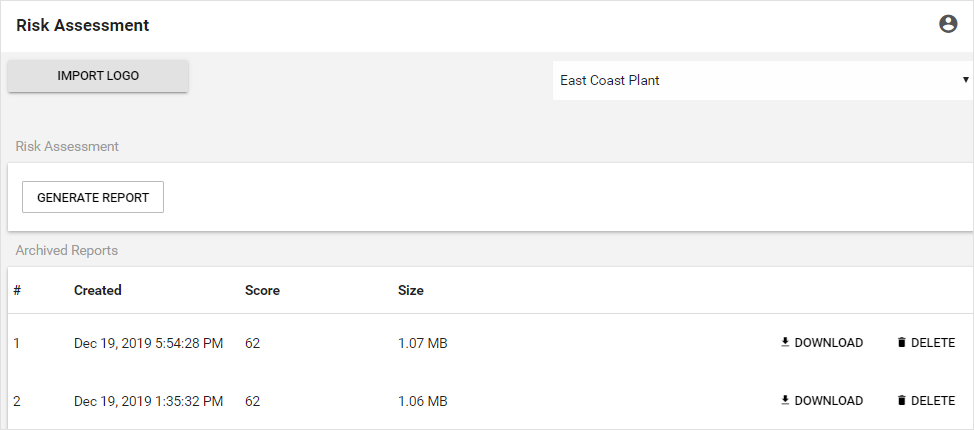 Risk Assessment
IMPORT LOGO
East Coast Plant
Risk Assessment
GENERATE REPORT
Archived Reports
# Created Score Size
1 Dec 19, 2019 5:54:28 PM 62 1.07 MB DOWNLOAD DELETE
2 Dec 19, 2019 1:35:32 PM 62 1.06 MB DOWNLOAD DELETE